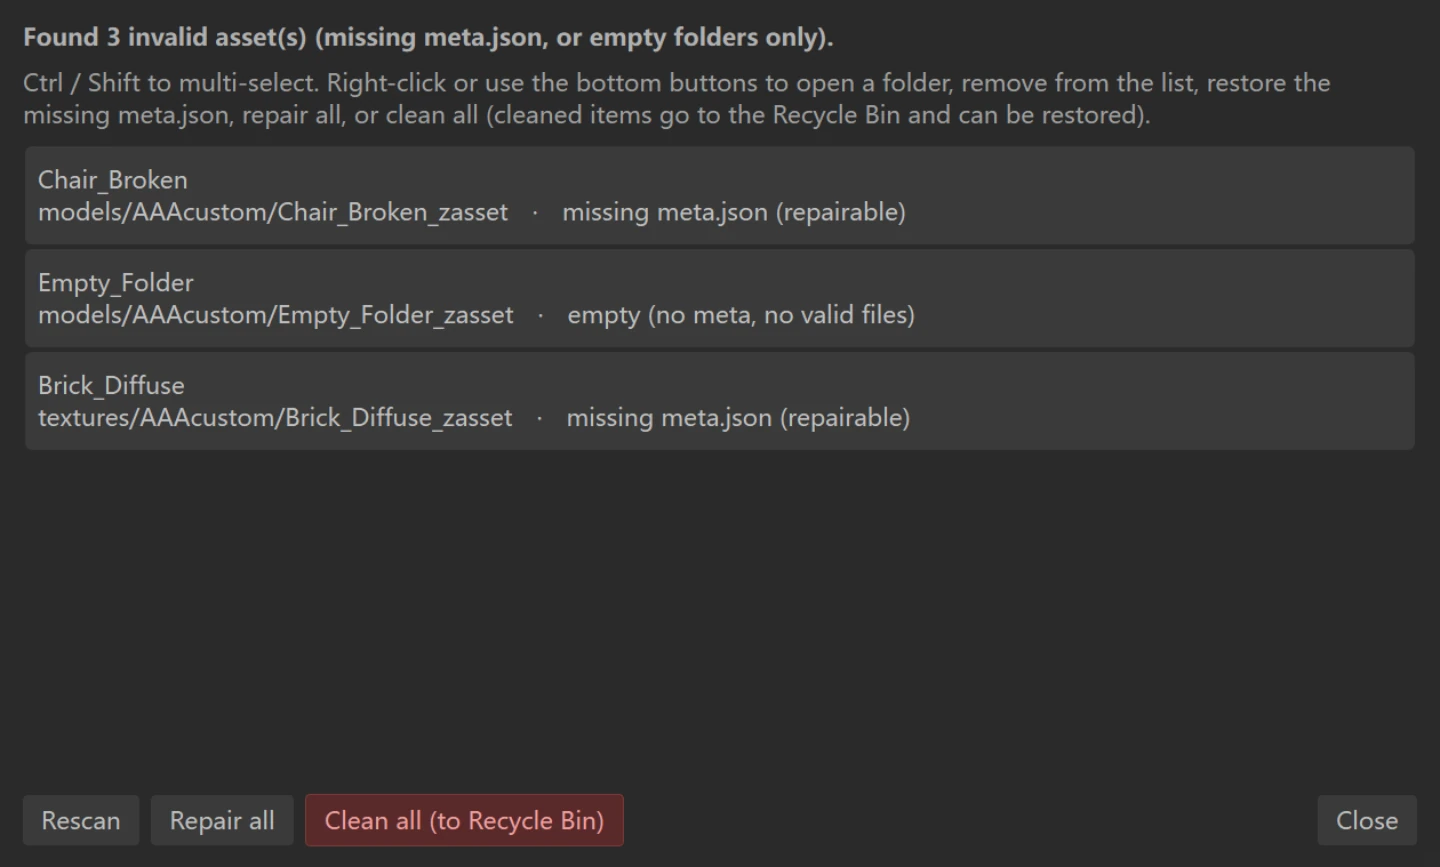 Found 3 invalid asset(s) (missing meta.json, or empty folders only).
Ctrl / Shift to multi-select. Right-click or use the bottom buttons to open a folder, remove from the list, restore the
missing meta.json, repair all, or clean all (cleaned items go to the Recycle Bin and can be restored).
Chair_Broken
models/AAAcustom/Chair_Broken_zasset · missing meta.json (repairable)
Empty_Folder
models/AAAcustom/Empty_Folder_zasset · empty (no meta, no valid files)
Brick_Diffuse
textures/AAAcustom/Brick_Diffuse_zasset · missing meta.json (repairable)
Rescan Repair all Clean all (to Recycle Bin) Close